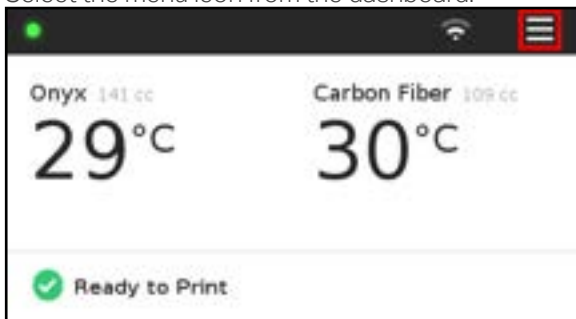 Select the menu icon from the dashboard.
Onyx 141 cc Carbon Fiber 109 cc
29°C 30°C
Ready to Print